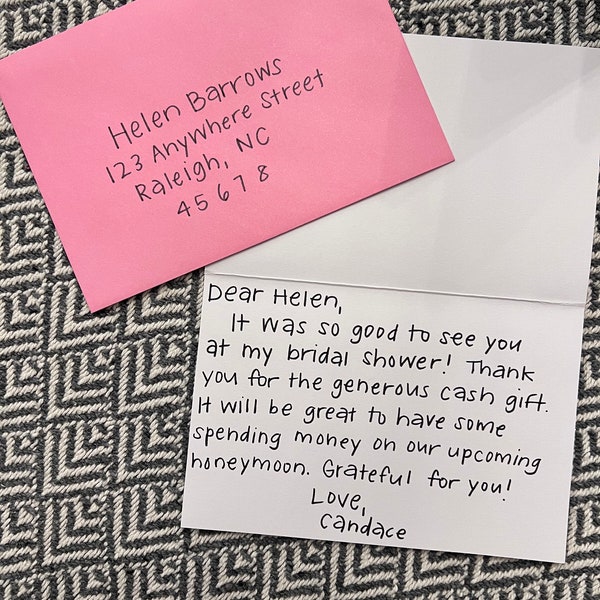 Helen Barrows
123 Anywhere Street
Raleigh, NC
45678
Dear Helen,
It was so good to see you
at my bridal shower! Thank
you for the generous cash gift.
It will be great to have some
spending money on our upcoming
honeymoon. Grateful for you!
Love,
Candace